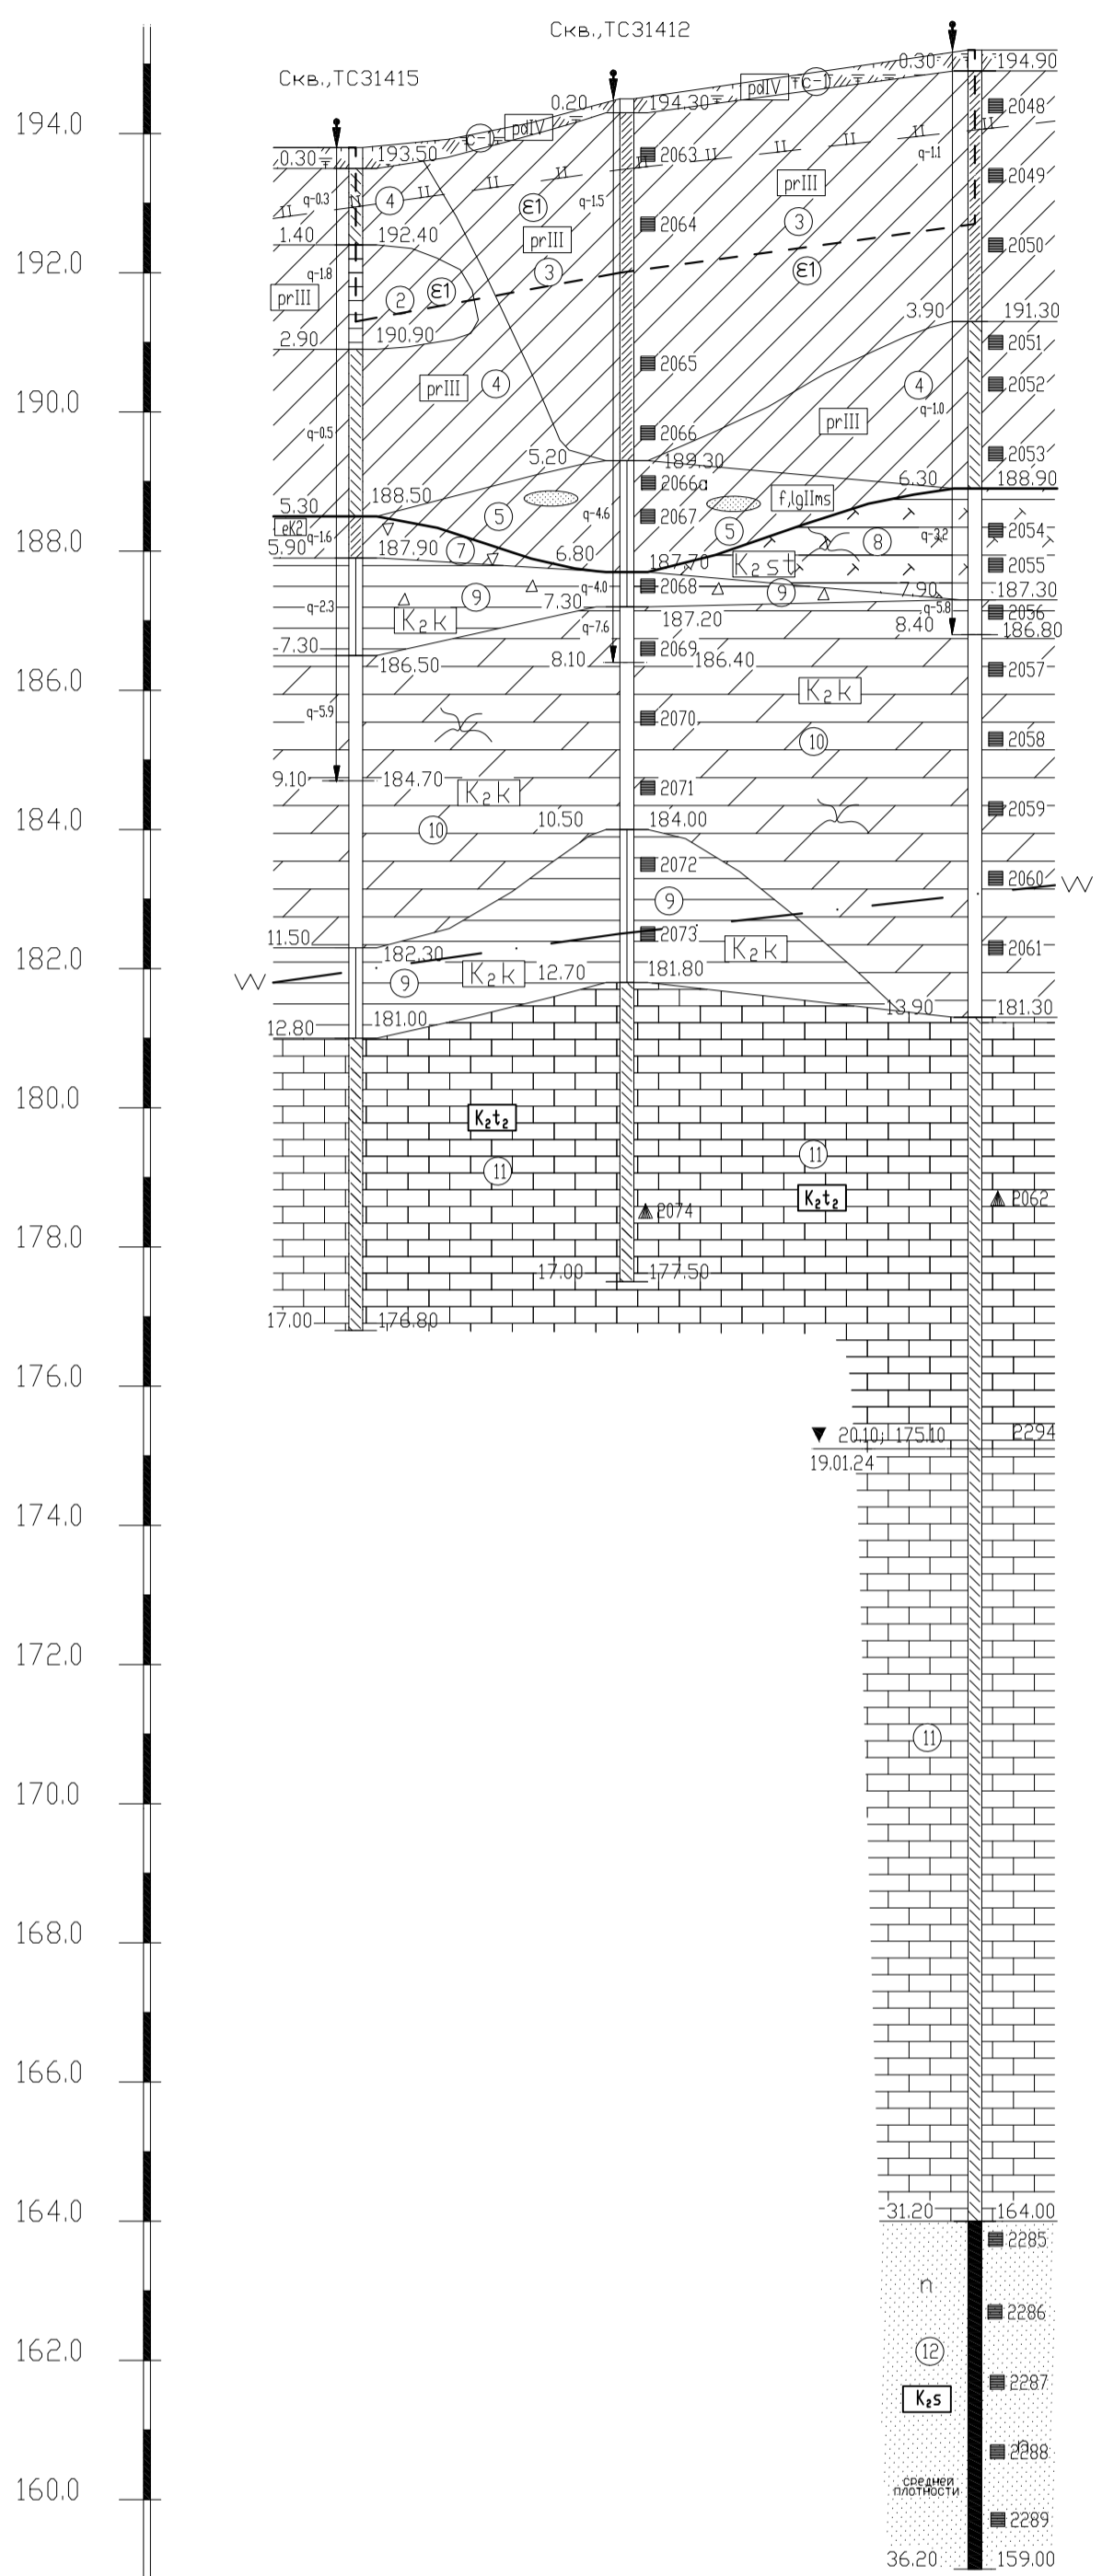 Скв.,ТС31412
Скв.,ТС31415
0.30 194.90
0.20 194.30 pdIV с-1
194.0
с-1 pdIV
2048
0.30 193.50
2063
q-1.1
2049
prIII
q-0.3 4 ε1 q-1.5
2064 3
1.40 192.40 prIII
2050
192.0
q-1.8 3 ε1
prIII 2 ε1
3.90 191.30
2.90 190.90
2051
2065
prIII 4
4 2052
190.0
q-1.0
prIII
q-0.5 2066
2053
5.20 189.30
6.30 188.90
2066а
188.50 f,lgIIms
5.30 5 q-4.6 2067 5
eK2 q-1.6
2054
188.0
5.90 187.90 7 6.80 187.70 8 q-3.2
K2st 2055
9 q-4.0 2068 9 7.90 187.30
q-2.3 7.30 q-5.8 2056
K2k 187.20 8.40 186.80
q-7.6
7.30 186.50 2069
8.10 186.40 2057
186.0
K2k
q-5.9 2070
10 2058
9.10 184.70 K2k 2071
2059
184.0
10 10.50 184.00
2072 2060 W
9
11.50 2073
182.30 K2k 2061
182.0
W 9 K2k 12.70 181.80
13.90 181.30
12.80 181.00
180.0
K2t2
11 11
K2t2 2062
2074
178.0
17.00 177.50
17.00 176.80
176.0
20.10; 175.10 2294
19.01.24
174.0
172.0
11
170.0
168.0
166.0
164.0
31.20 164.00
2285
n
2286
162.0
12
2287
K2s
n
2288
160.0
средней
плотности
2289
36.20 159.00